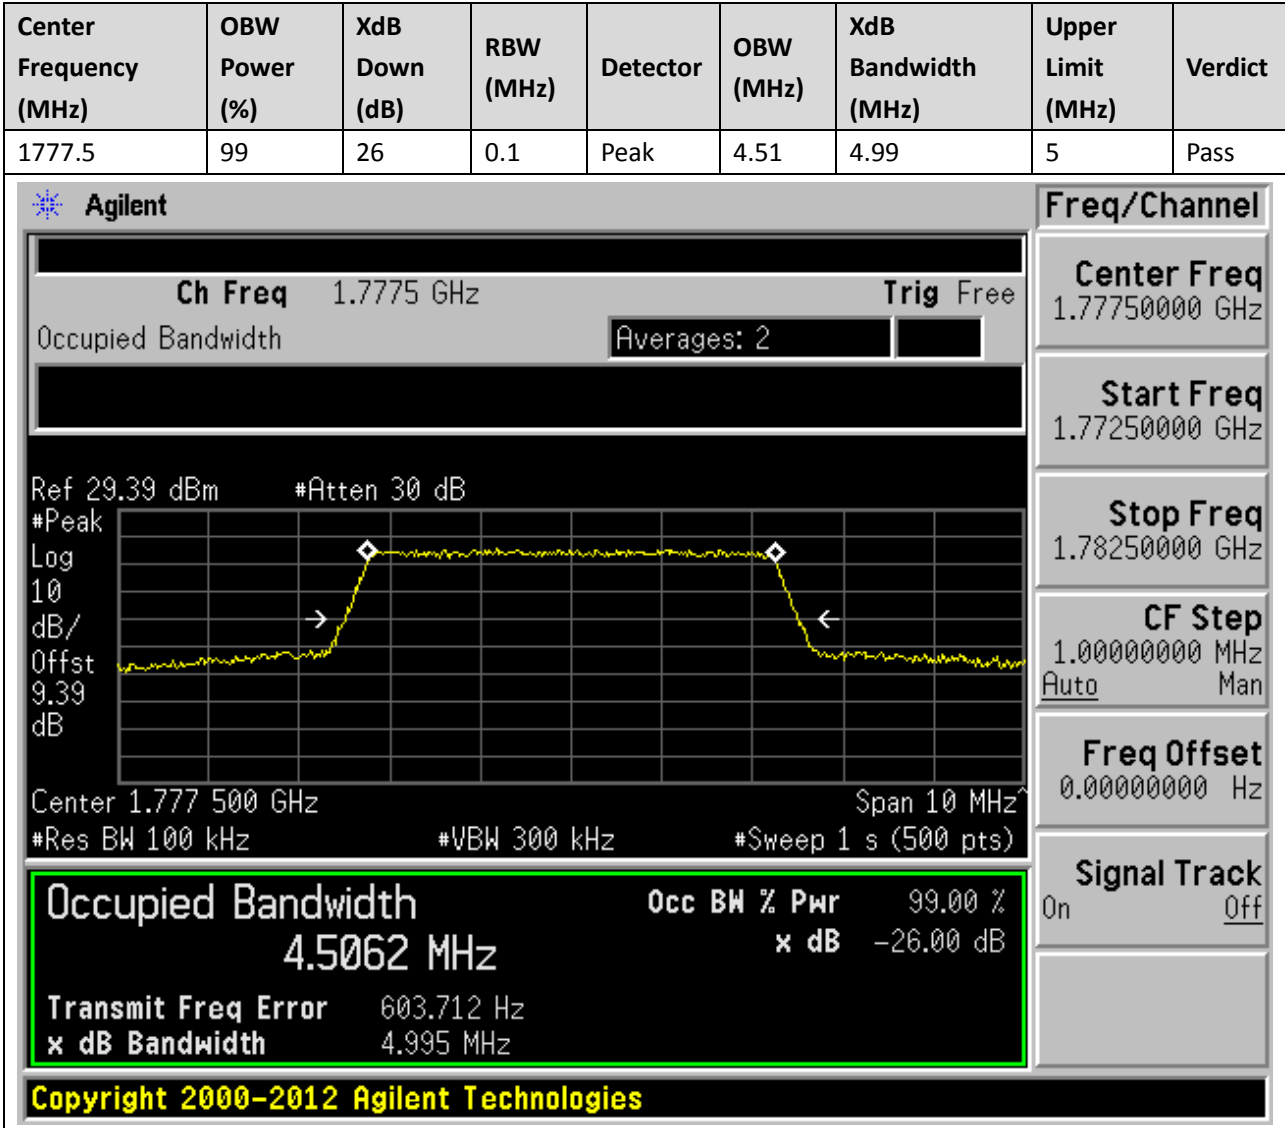 Center Frequency (MHz) OBW Power (%) XdB Down (dB) RBW (MHz) Detector OBW (MHz) XdB Bandwidth (MHz) Upper Limit (MHz) Verdict
1777.5 99 26 0.1 Peak 4.51 4.99 5 Pass
Agilent
Freq/Channel
Ch Freq 1.7775 GHz Trig Free
Occupied Bandwidth Averages: 2
Center Freq
1.77750000 GHz
Start Freq
1.77250000 GHz
Stop Freq
1.78250000 GHz
CF Step
1.00000000 MHz
Auto Man
Freq Offset
0.00000000 Hz
Signal Track
On Off
Ref 29.39 dBm #Atten 30 dB
#Peak
Log
10
dB/
Offst
9.39
dB
Center 1.777 500 GHz Span 10 MHz^
#Res BW 100 kHz #VBW 300 kHz #Sweep 1 s (500 pts)
Occupied Bandwidth Occ BW % Pwr 99.00 %
4.5062 MHz x dB -26.00 dB
Transmit Freq Error 603.712 Hz
x dB Bandwidth 4.995 MHz
Copyright 2000-2012 Agilent Technologies